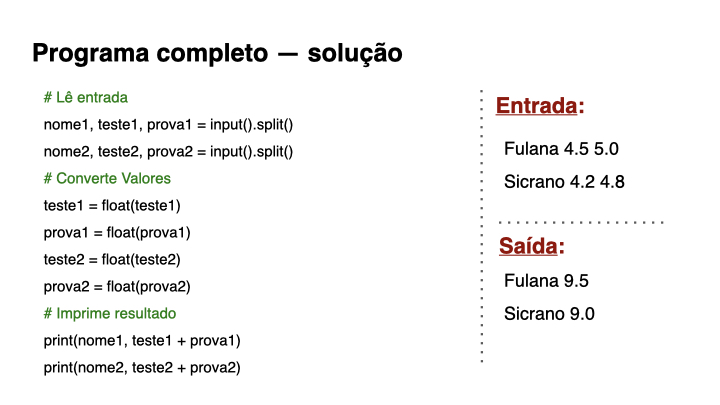 Programa completo — solução
# Lê entrada
nome1, teste1, prova1 = input().split()
nome2, teste2, prova2 = input().split()
# Converte Valores
teste1 = float(teste1)
prova1 = float(prova1)
teste2 = float(teste2)
prova2 = float(prova2)
# Imprime resultado
print(nome1, teste1 + prova1)
print(nome2, teste2 + prova2)
Entrada:
Fulana 4.5 5.0
Sicrano 4.2 4.8
Saída:
Fulana 9.5
Sicrano 9.0